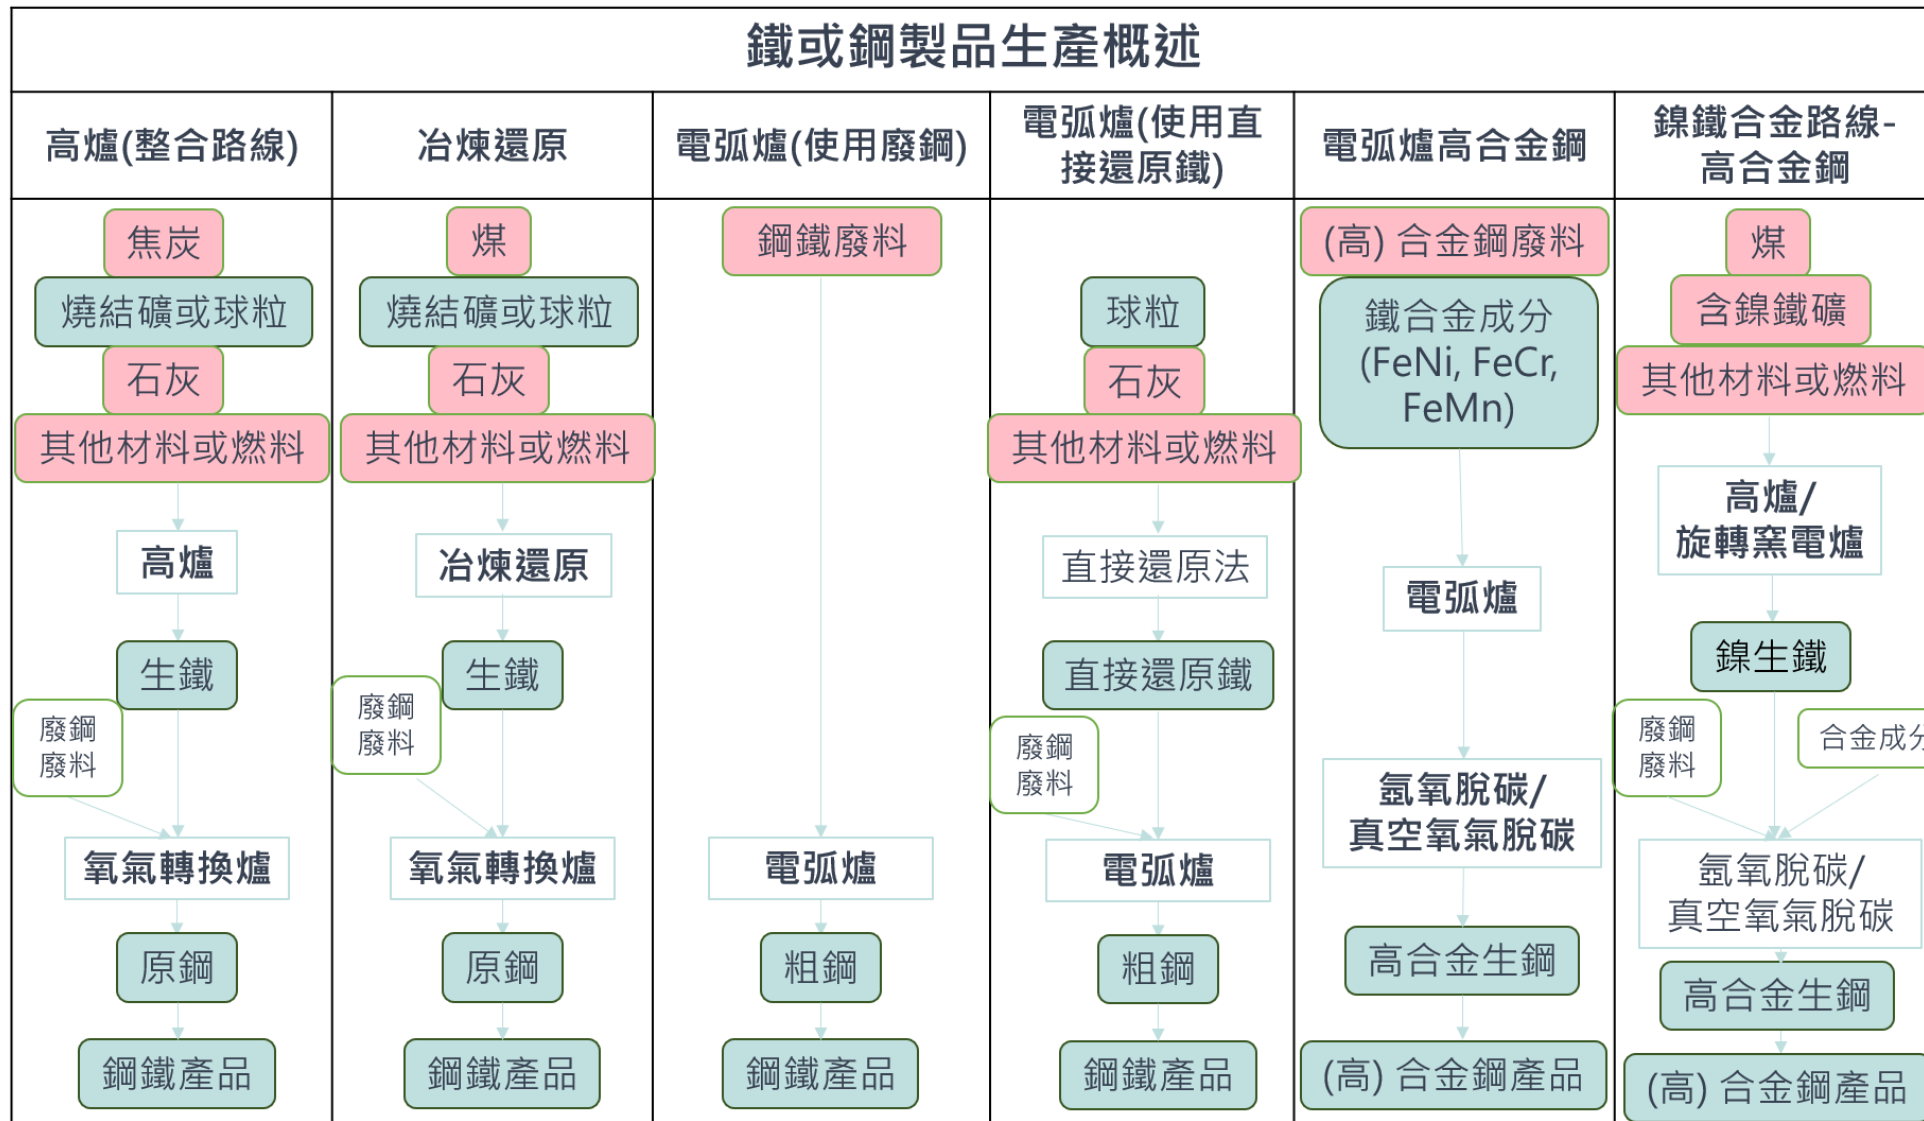 鐵或鋼製品生產概述
高爐(整合路線)
冶煉還原
電弧爐(使用廢鋼)
電弧爐(使用直
接還原鐵)
電弧爐高合金鋼
鎳鐵合金路線-
高合金鋼
焦炭
燒結礦或球粒
石灰
其他材料或燃料
高爐
生鐵
廢鋼
廢料
氧氣轉換爐
原鋼
鋼鐵產品
煤
燒結礦或球粒
石灰
其他材料或燃料
冶煉還原
生鐵
廢鋼
廢料
氧氣轉換爐
原鋼
鋼鐵產品
鋼鐵廢料
電弧爐
粗鋼
鋼鐵產品
球粒
石灰
其他材料或燃料
直接還原法
直接還原鐵
廢鋼
廢料
電弧爐
粗鋼
鋼鐵產品
(高) 合金鋼廢料
鐵合金成分
(FeNi, FeCr,
FeMn)
電弧爐
氬氧脫碳/
真空氧氣脫碳
高合金生鋼
(高) 合金鋼產品
煤
含鎳鐵礦
其他材料或燃料
高爐/
旋轉窯電爐
鎳生鐵
廢鋼
廢料
合金成分
氬氧脫碳/
真空氧氣脫碳
高合金生鋼
(高) 合金鋼產品